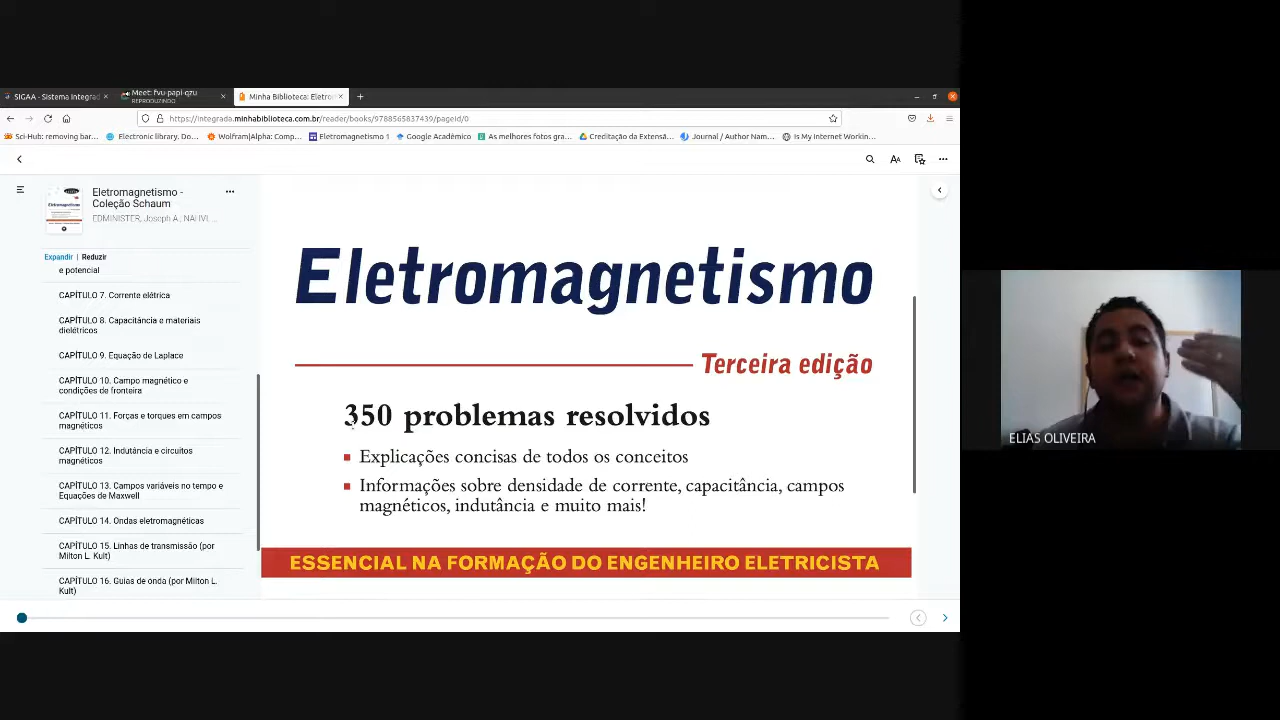 SIGAA - Sistema Integrad
Meet: fvu-papi-qzu
REPRODUZINDO
Minha Biblioteca: Eletro
https://integrada.minhabiblioteca.com.br/reader/books/9788565837439/pageid/0
Sci-Hub: removing bar...
Electronic library. Do...
Wolfram|Alpha: Comp...
Eletromagnetismo 1
Google Acadêmico
As melhores fotos gra...
Creditação da Extensã...
Journal / Author Nam...
Is My Internet Workin...
Eletromagnetismo -
Coleção Schaum
EDMINISTER, Joseph A., NAHVI, ...
Expandir | Reduzir
e potencial
CAPÍTULO 7. Corrente elétrica
CAPÍTULO 8. Capacitância e materiais
dielétricos
CAPÍTULO 9. Equação de Laplace
CAPÍTULO 10. Campo magnético e
condições de fronteira
CAPÍTULO 11. Forças e torques em campos
magnéticos
CAPÍTULO 12. Indutância e circuitos
magnéticos
CAPÍTULO 13. Campos variáveis no tempo e
Equações de Maxwell
CAPÍTULO 14. Ondas eletromagnéticas
CAPÍTULO 15. Linhas de transmissão (por
Milton L. Kult)
CAPÍTULO 16. Guias de onda (por Milton L.
Kult)
Eletromagnetismo
Terceira edição
350 problemas resolvidos
Explicações concisas de todos os conceitos
Informações sobre densidade de corrente, capacitância, campos
magnéticos, indutância e muito mais!
ESSENCIAL NA FORMAÇÃO DO ENGENHEIRO ELETRICISTA
ELIAS OLIVEIRA